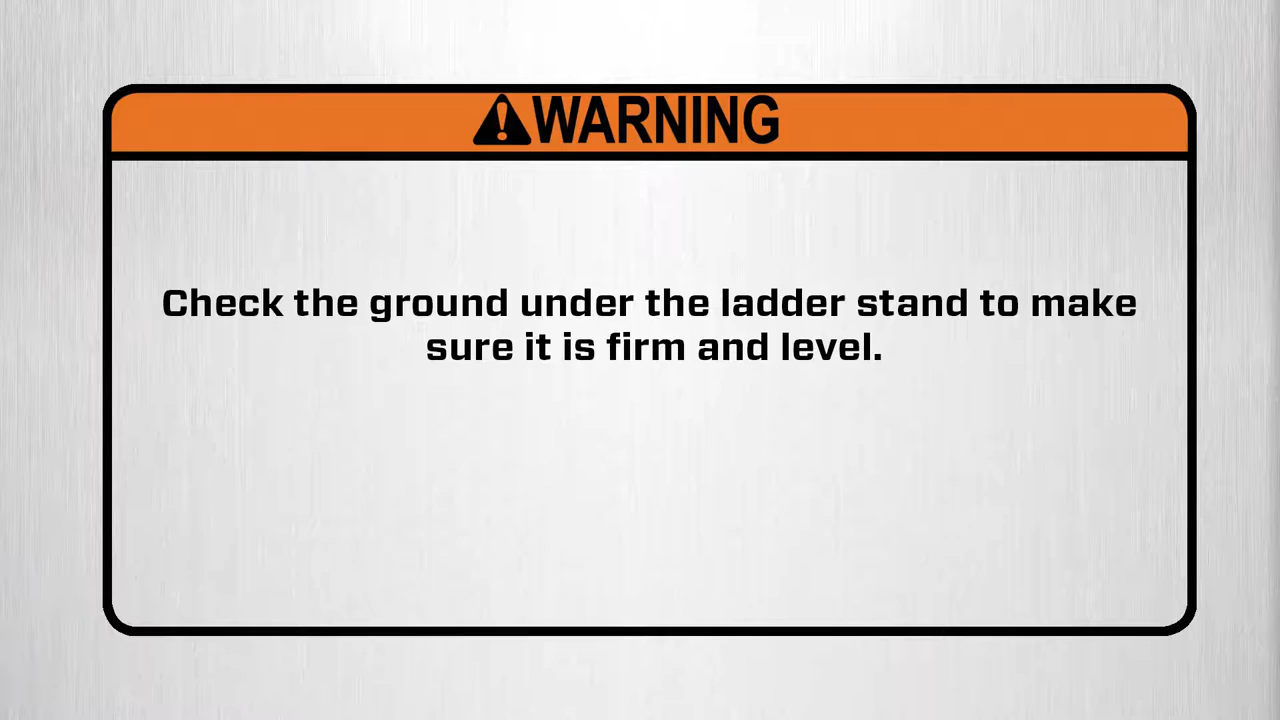 WARNING
Check the ground under the ladder stand to make
sure it is firm and level.